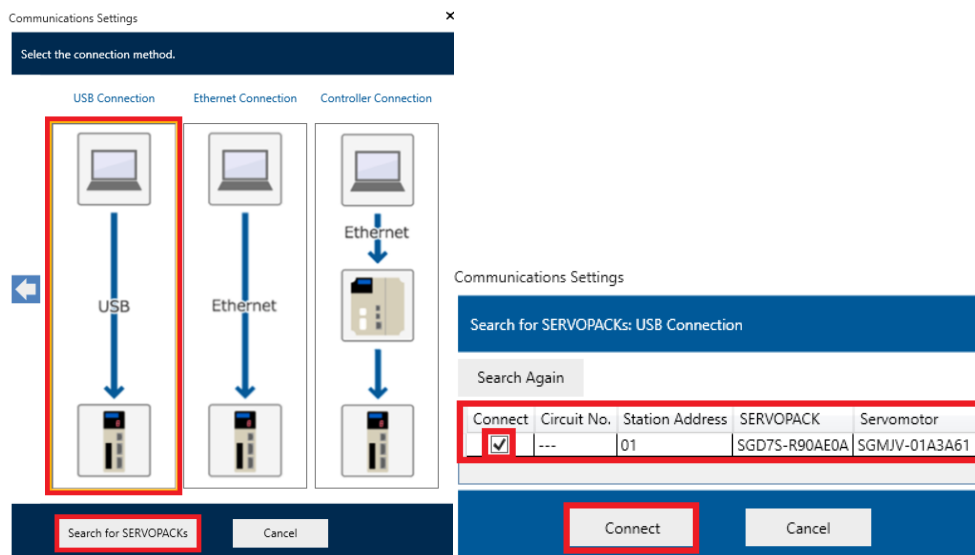 Communications Settings
Select the connection method.
USB Connection Ethernet Connection Controller Connection
Ethernet
USB Ethernet
Search for SERVOPACKs Cancel
Communications Settings
Search for SERVOPACKs: USB Connection
Search Again
Connect Circuit No. Station Address SERVOPACK Servomotor
--- 01 SGD7S-R90AE0A SGMJV-01A3A61
Connect Cancel